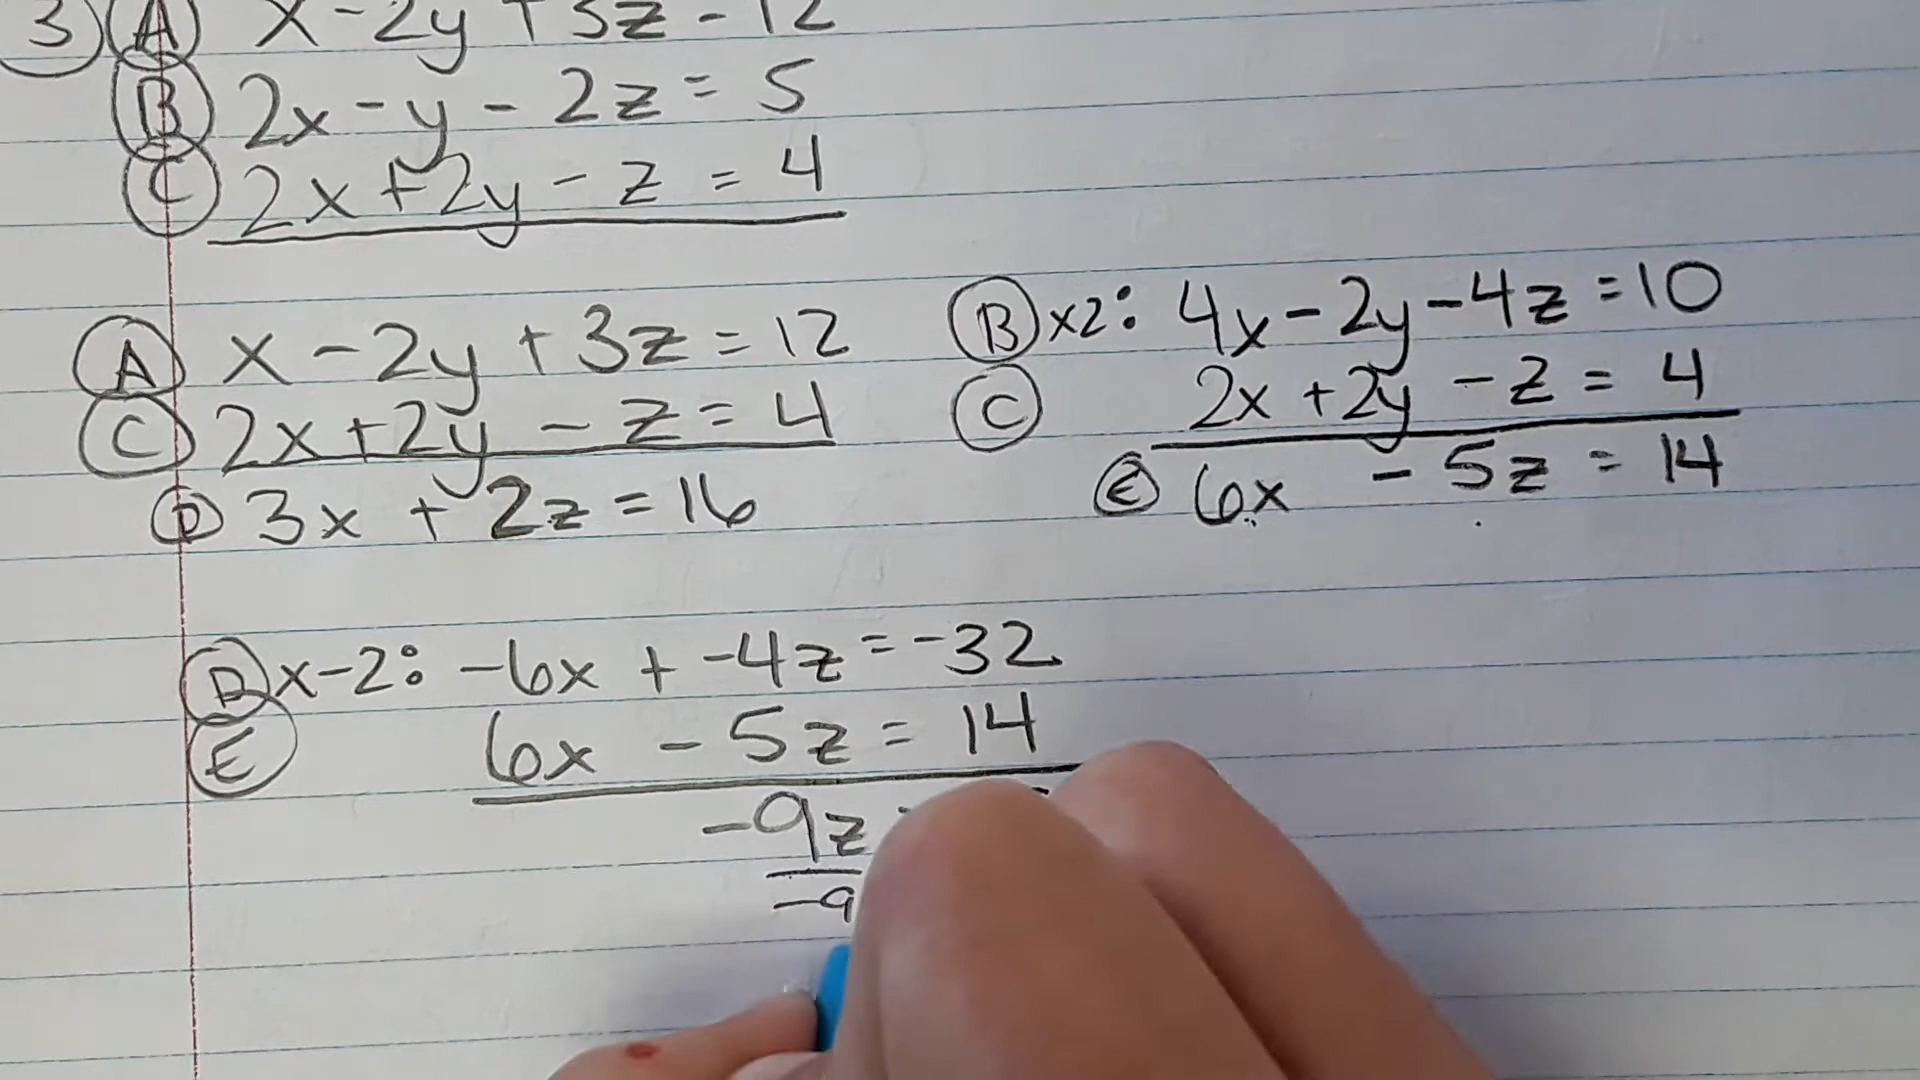 3) A x - 2y + 3z = 12
B 2x - y - 2z = 5
C 2x + 2y - z = 4
A x - 2y + 3z = 12
C 2x + 2y - z = 4
D 3x + 2z = 16
B x2: 4x - 2y - 4z = 10
C 2x + 2y - z = 4
E 6x - 5z = 14
D x-2: -6x + -4z = -32
E 6x - 5z = 14
-9z
-9